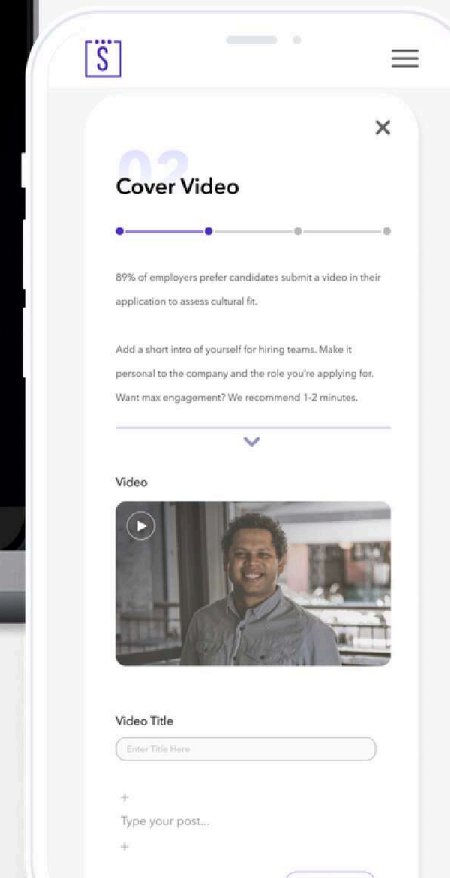 S
02
Cover Video
89% of employers prefer candidates submit a video in their
application to assess cultural fit.
Add a short intro of yourself for hiring teams. Make it
personal to the company and the role you're applying for.
Want max engagement? We recommend 1-2 minutes.
Video
Video Title
Enter Title Here
+
Type your post...
+